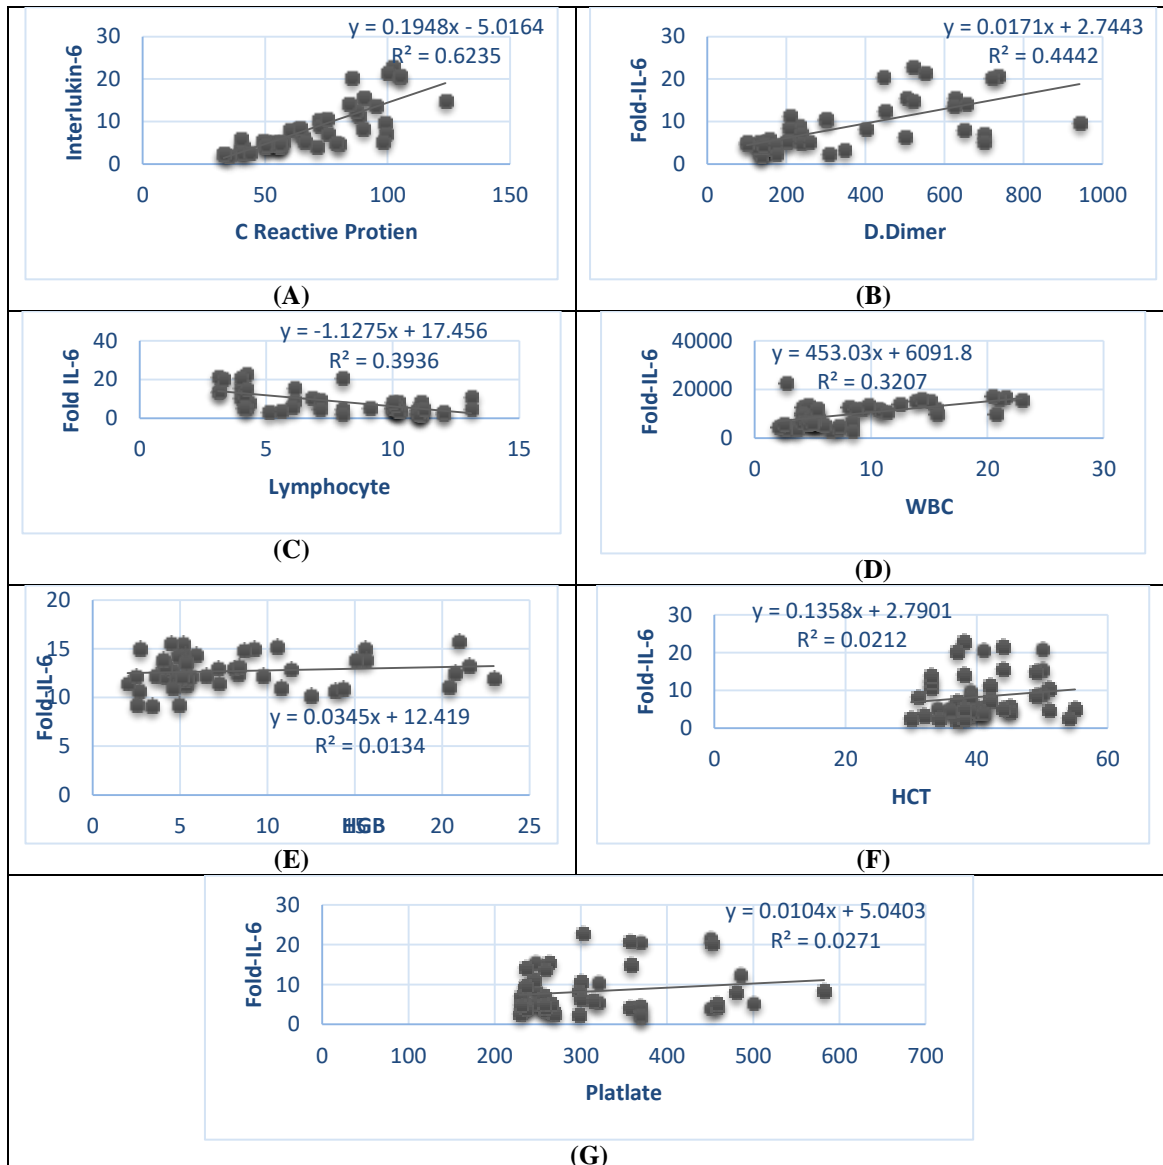 y = 0.1948x - 5.0164
R² = 0.6235
Interlukin-6
30
20
10
0
0 50 100 150
C Reactive Protien
(A)
y = 0.0171x + 2.7443
R² = 0.4442
Fold-IL-6
30
20
10
0
0 200 400 600 800 1000
D.Dimer
(B)
y = -1.1275x + 17.456
R² = 0.3936
Fold IL-6
40
20
0
0 5 10 15
Lymphocyte
(C)
y = 453.03x + 6091.8
R² = 0.3207
Fold-IL-6
40000
20000
0
0 10 20 30
WBC
(D)
Fold-IL-6
20
15
10
5
0
y = 0.0345x + 12.419
R² = 0.0134
0 5 10 15 20 25
HGB
(E)
y = 0.1358x + 2.7901
R² = 0.0212
Fold-IL-6
30
20
10
0
0 20 40 60
HCT
(F)
y = 0.0104x + 5.0403
R² = 0.0271
Fold-IL-6
30
20
10
0
0 100 200 300 400 500 600 700
Platlate
(G)